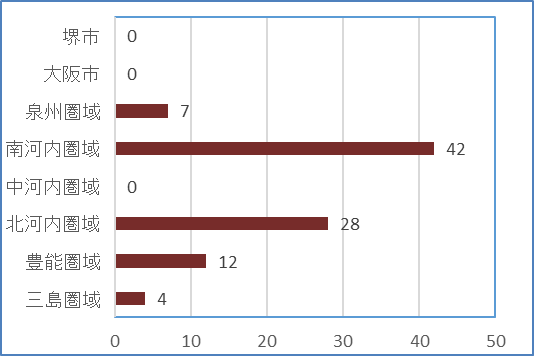 堺市 0
大阪市 0
泉州圏域 7
南河内圏域 42
中河内圏域 0
北河内圏域 28
豊能圏域 12
三島圏域 4
0 10 20 30 40 50